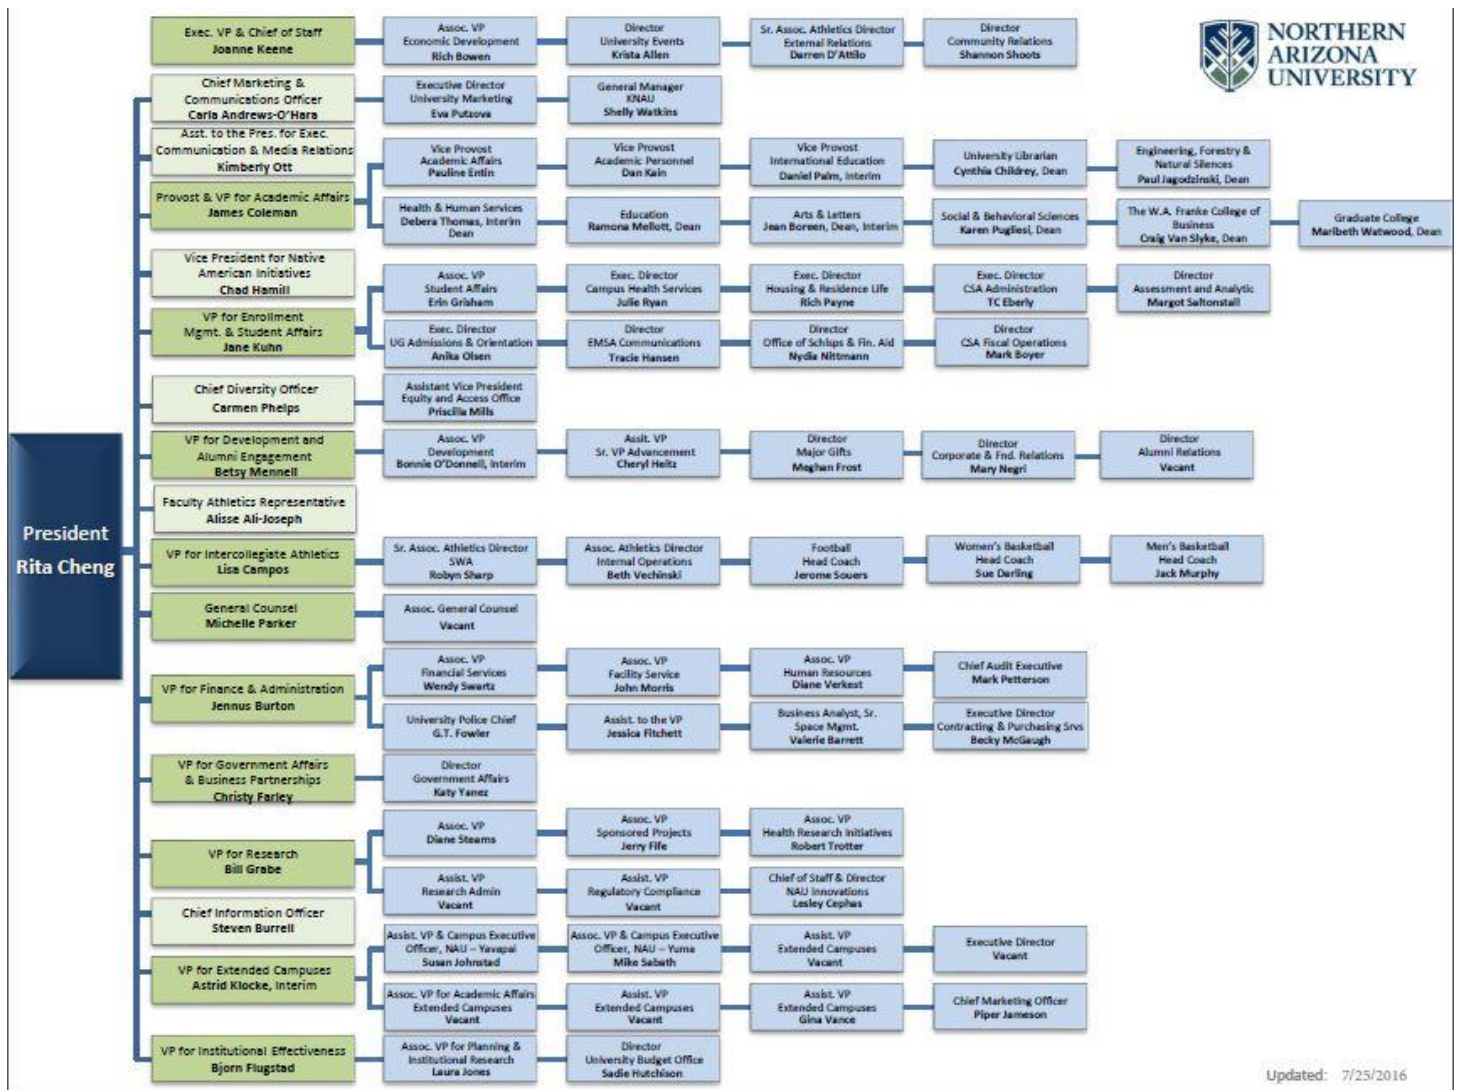 Exec. VP & Chief of Staff
Joanne Keene
Assoc. VP
Economic Development
Rich Bowen
Director
University Events
Krista Allen
Sr. Assoc. Athletics Director
External Relations
Darren D'Attilo
Director
Community Relations
Shannon Shoots
NORTHERN
ARIZONA
UNIVERSITY
Chief Marketing &
Communications Officer
Carla Andrews-O'Hara
Executive Director
University Marketing
Eva Putzova
General Manager
KNAU
Shelly Watkins
Asst. to the Pres. for Exec.
Communication & Media Relations
Kimberly Ott
Provost & VP for Academic Affairs
James Coleman
Vice Provost
Academic Affairs
Pauline Entin
Vice Provost
Academic Personnel
Dan Kain
Vice Provost
International Education
Daniel Palm, Interim
University Librarian
Cynthia Childrey, Dean
Engineering, Forestry &
Natural Silences
Paul Jagodzinski, Dean
Health & Human Services
Debera Thomas, Interim
Dean
Education
Ramona Mellott, Dean
Arts & Letters
Jean Boreen, Dean, Interim
Social & Behavioral Sciences
Karen Pugliesi, Dean
The W.A. Franke College of
Business
Craig Van Slyke, Dean
Graduate College
Maribeth Watwood, Dean
Vice President for Native
American Initiatives
Chad Hamill
VP for Enrollment
Mgmt. & Student Affairs
Jane Kuhn
Assoc. VP
Student Affairs
Erin Grisham
Exec. Director
Campus Health Services
Julie Ryan
Exec. Director
Housing & Residence Life
Rich Payne
Exec. Director
CSA Administration
TC Eberly
Director
Assessment and Analytic
Margot Saltonstall
Exec. Director
UG Admissions & Orientation
Anika Olsen
Director
EMSA Communications
Tracie Hansen
Director
Office of Schlsps & Fin. Aid
Nydia Nittmann
Director
CSA Fiscal Operations
Mark Boyer
Chief Diversity Officer
Carmen Phelps
Assistant Vice President
Equity and Access Office
Priscilla Mills
VP for Development and
Alumni Engagement
Betsy Mennell
Assoc. VP
Development
Bonnie O'Donnell, Interim
Assit. VP
Sr. VP Advancement
Cheryl Heitz
Director
Major Gifts
Meghan Frost
Director
Corporate & Fnd. Relations
Mary Negri
Director
Alumni Relations
Vacant
Faculty Athletics Representative
Alisse Ali-Joseph
President
Rita Cheng
VP for Intercollegiate Athletics
Lisa Campos
Sr. Assoc. Athletics Director
SWA
Robyn Sharp
Assoc. Athletics Director
Internal Operations
Beth Vechinski
Football
Head Coach
Jerome Souers
Women's Basketball
Head Coach
Sue Darling
Men's Basketball
Head Coach
Jack Murphy
General Counsel
Michelle Parker
Assoc. General Counsel
Vacant
VP for Finance & Administration
Jennus Burton
Assoc. VP
Financial Services
Wendy Swartz
Assoc. VP
Facility Service
John Morris
Assoc. VP
Human Resources
Diane Verkest
Chief Audit Executive
Mark Petterson
University Police Chief
G.T. Fowler
Assist. to the VP
Jessica Fitchett
Business Analyst, Sr.
Space Mgmt.
Valerie Barrett
Executive Director
Contracting & Purchasing Srvs
Becky McGaugh
VP for Government Affairs
& Business Partnerships
Christy Farley
Director
Government Affairs
Katy Yanez
VP for Research
Bill Grabe
Assoc. VP
Diane Stearns
Assoc. VP
Sponsored Projects
Jerry Fife
Assoc. VP
Health Research Initiatives
Robert Trotter
Assist. VP
Research Admin
Vacant
Assist. VP
Regulatory Compliance
Vacant
Chief of Staff & Director
NAU Innovations
Lesley Cephas
Chief Information Officer
Steven Burrell
VP for Extended Campuses
Astrid Klocke, Interim
Assist. VP & Campus Executive
Officer, NAU – Yavapai
Susan Johnstad
Assoc. VP & Campus Executive
Officer, NAU – Yuma
Mike Sabath
Assist. VP
Extended Campuses
Vacant
Executive Director
Vacant
Assoc. VP for Academic Affairs
Extended Campuses
Vacant
Assist. VP
Extended Campuses
Vacant
Assist. VP
Extended Campuses
Gina Vance
Chief Marketing Officer
Piper Jameson
VP for Institutional Effectiveness
Bjorn Flugstad
Assoc. VP for Planning &
Institutional Research
Laura Jones
Director
University Budget Office
Sadie Hutchison
Updated: 7/25/2016